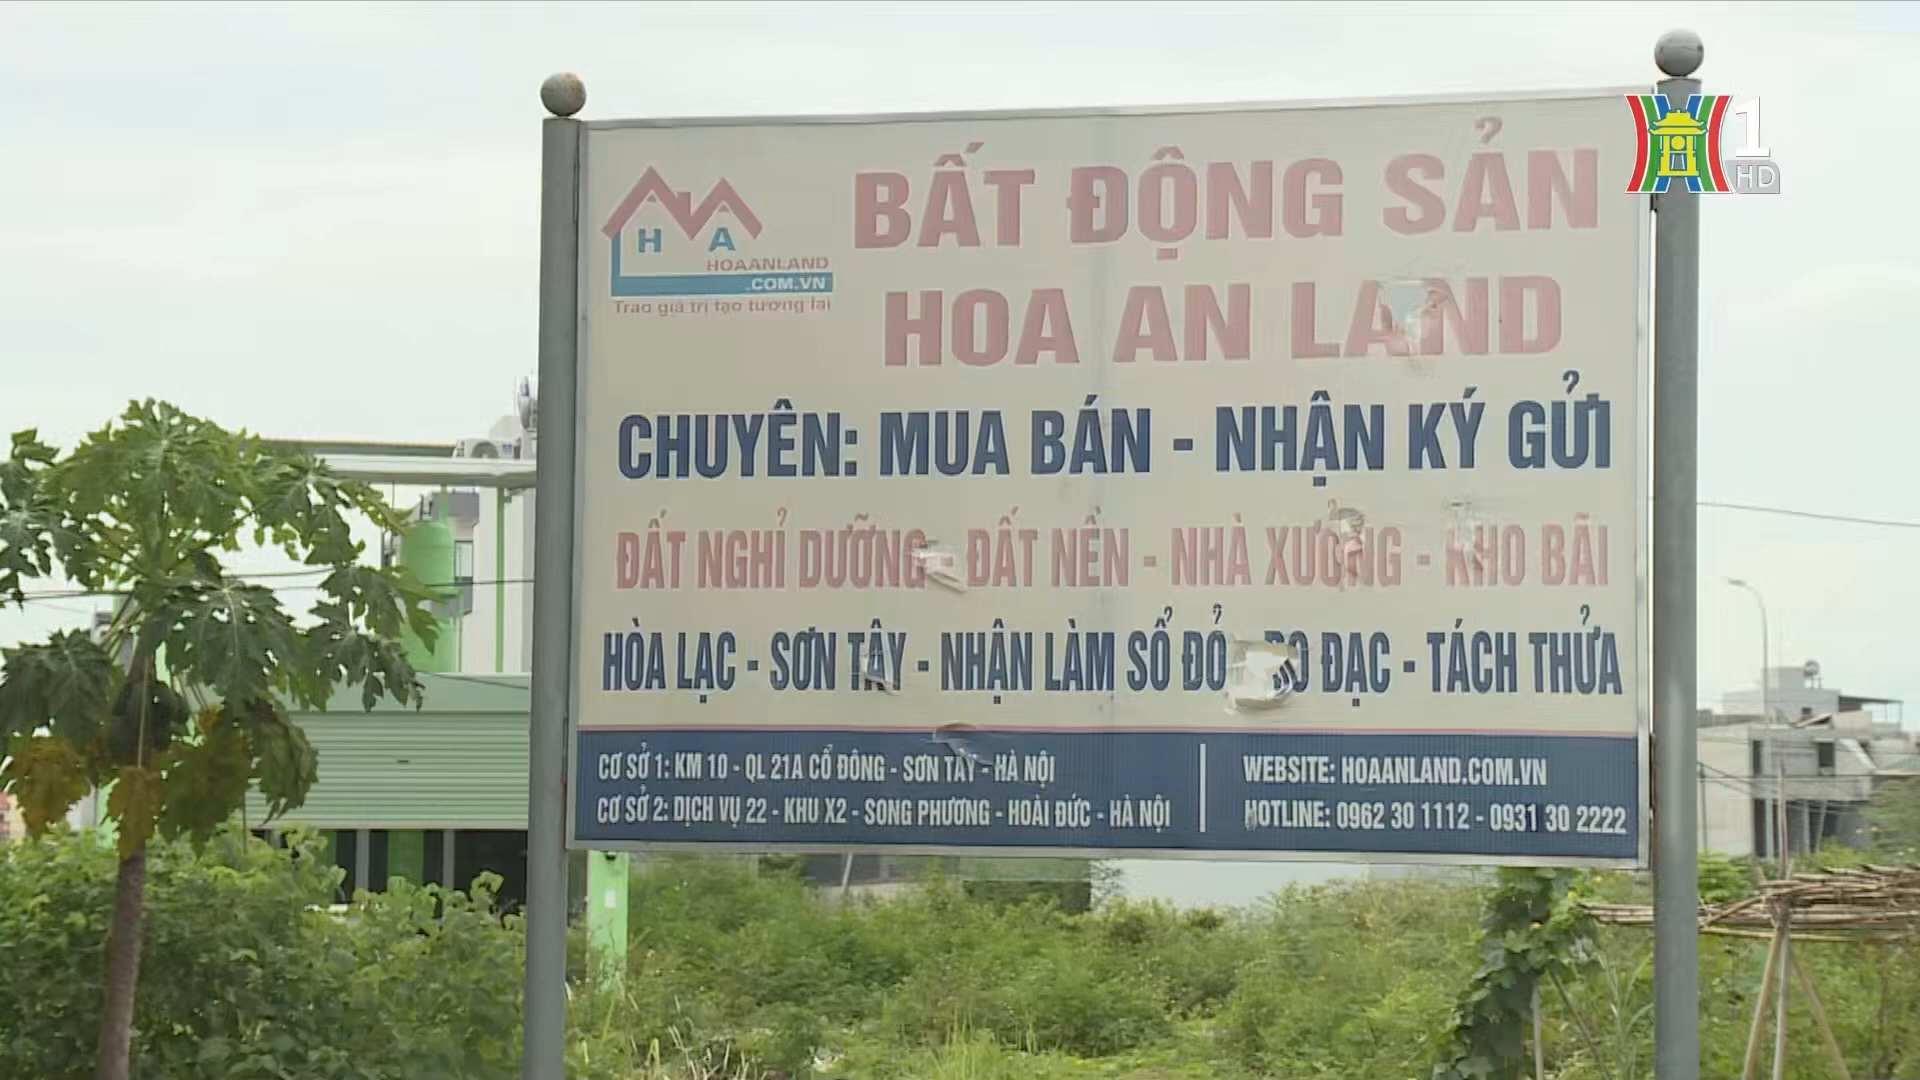 1
HD
H A
HOAANLAND
.COM.VN
Trao giá trị tạo tương lai
BẤT ĐỘNG SẢN
HOA AN LAND
CHUYÊN: MUA BÁN - NHẬN KÝ GỬI
ĐẤT NGHỈ DƯỠNG - ĐẤT NỀN - NHÀ XƯỞNG - KHO BÃI
HÒA LẠC - SƠN TÂY - NHẬN LÀM SỔ ĐỎ ĐO ĐẠC - TÁCH THỬA
CƠ SỞ 1: KM 10 - QL 21A CỔ ĐÔNG - SƠN TÂY - HÀ NỘI
CƠ SỞ 2: DỊCH VỤ 22 - KHU X2 - SONG PHƯƠNG - HOÀI ĐỨC - HÀ NỘI
WEBSITE: HOAANLAND.COM.VN
HOTLINE: 0962 30 1112 - 0931 30 2222